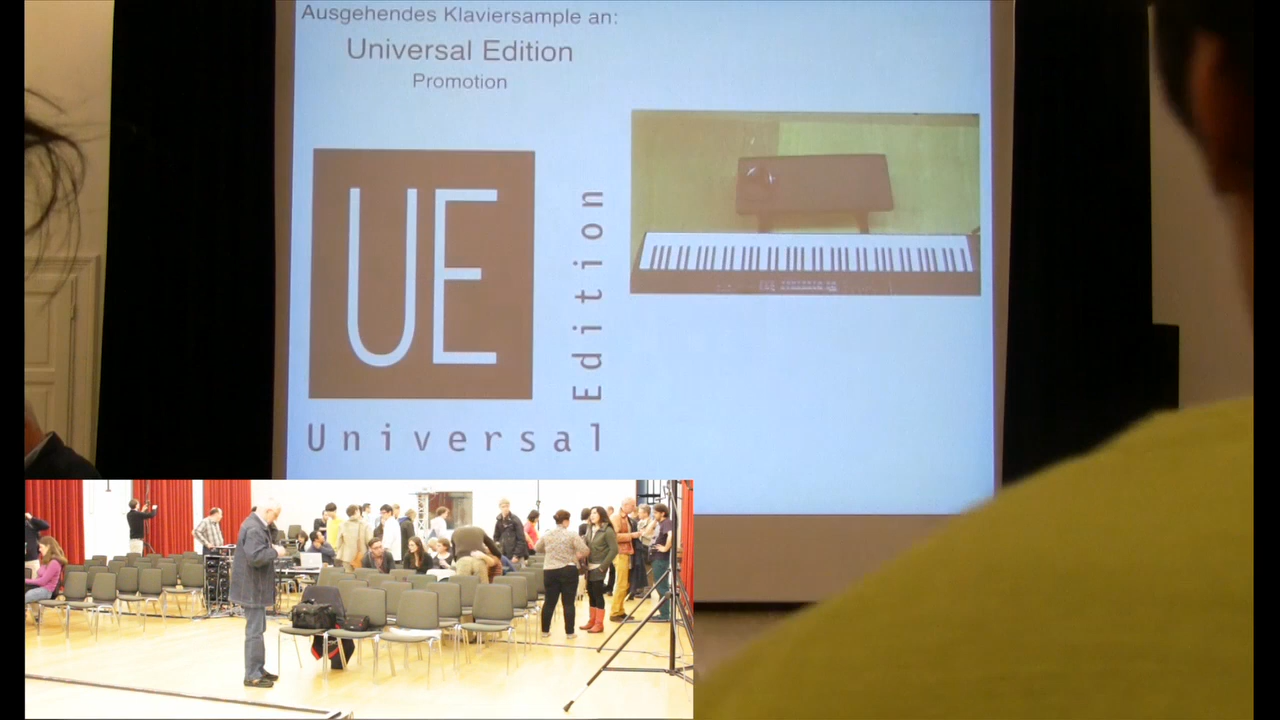 Ausgehendes Klaviersample an:
Universal Edition
Promotion
UE
Edition
Universal